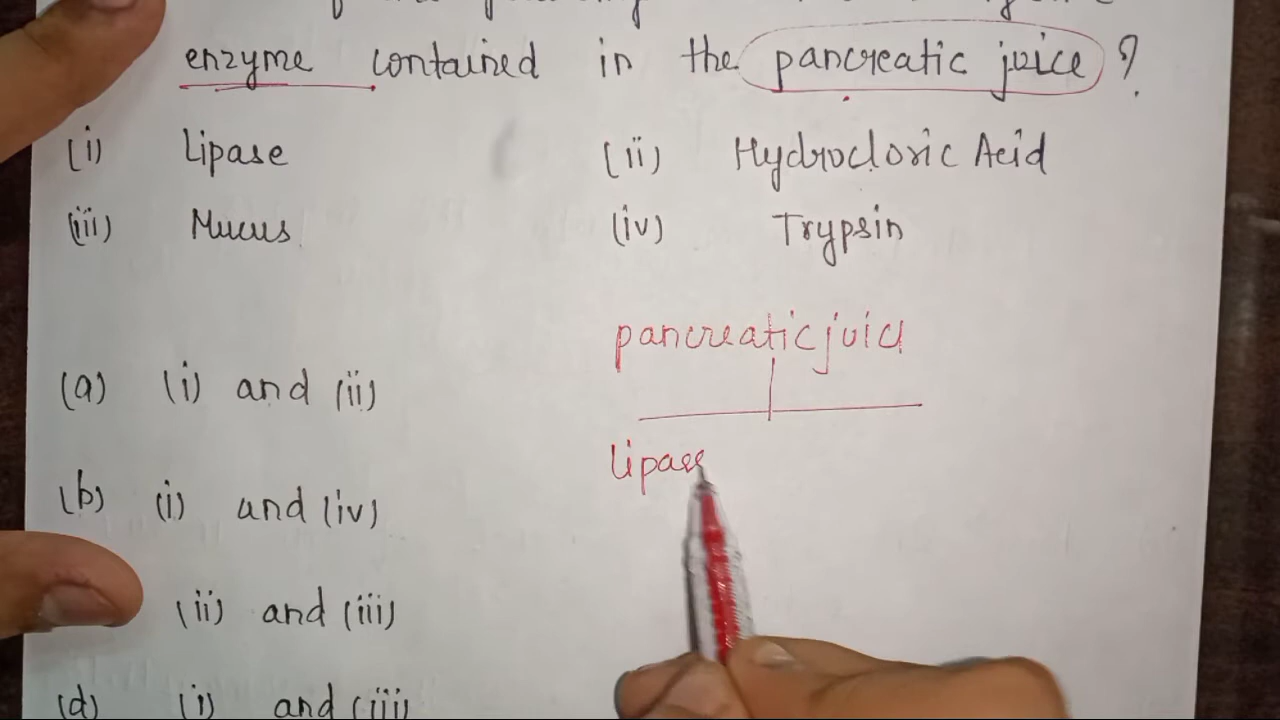 enzyme contained in the pancreatic juice ?
(i) Lipase (ii) Hydrocloric Acid
(iii) Mucus (iv) Trypsin
pancreatic juice
(a) (i) and (ii)
lipase
(b) (i) and (iv)
(ii) and (iii)
(d) (i) and (iii)